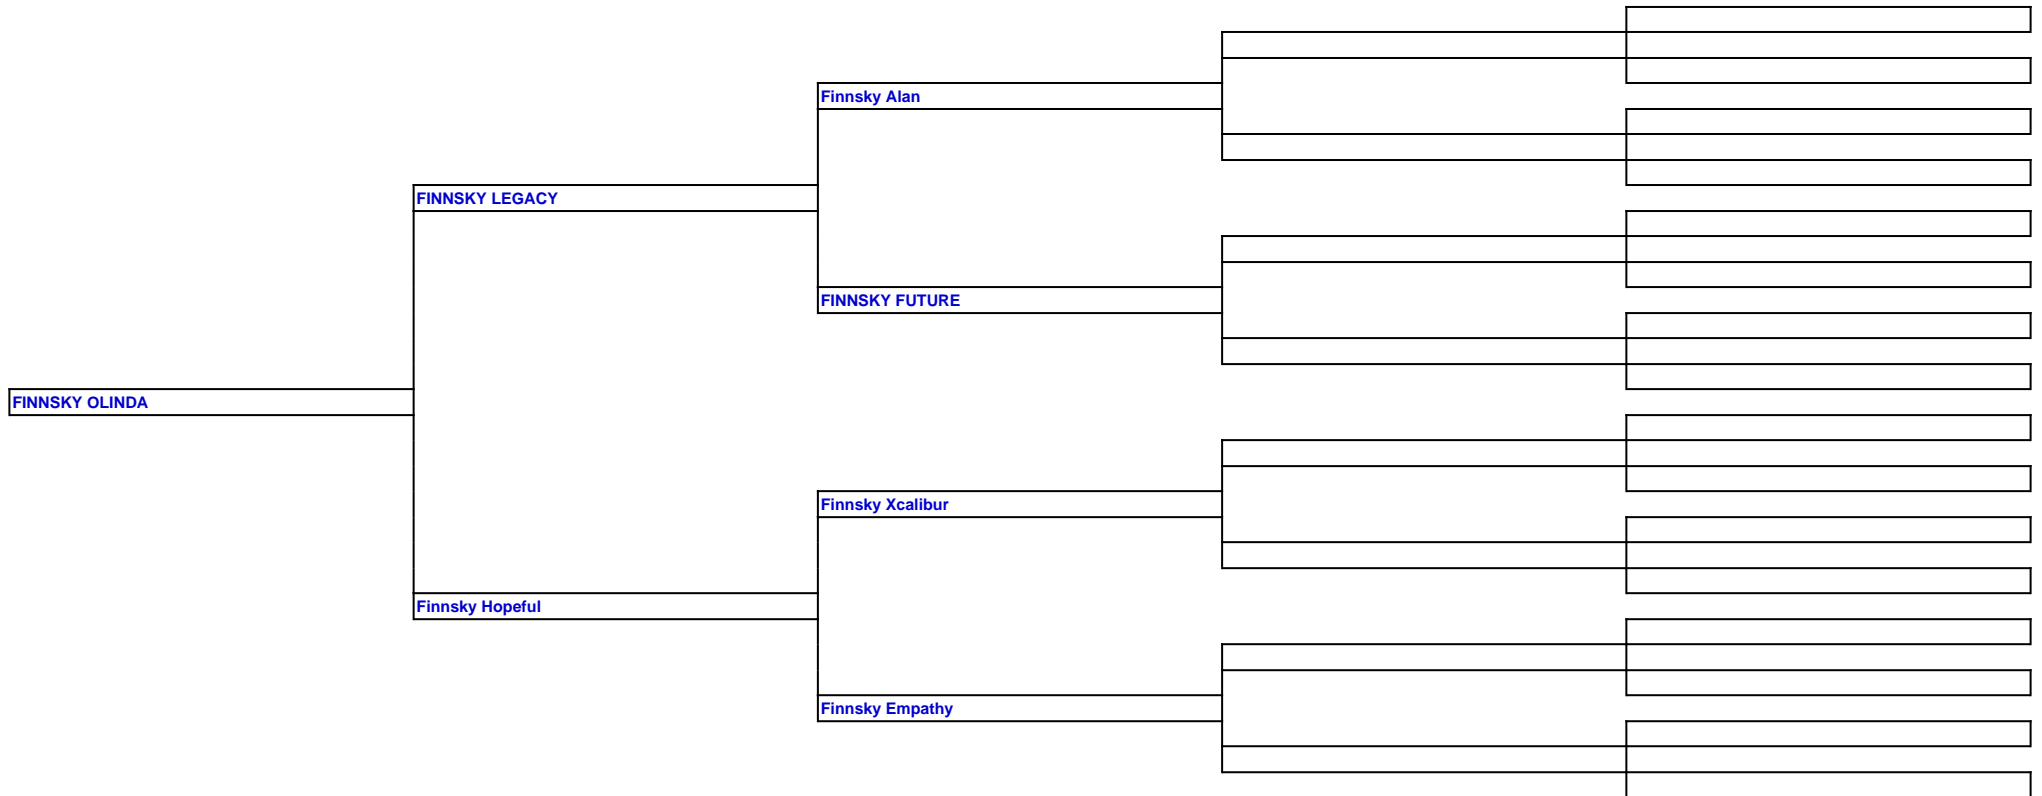 Finnsky Alan
FINNSKY LEGACY
FINNSKY FUTURE
FINNSKY OLINDA
Finnsky Xcalibur
Finnsky Hopeful
Finnsky Empathy